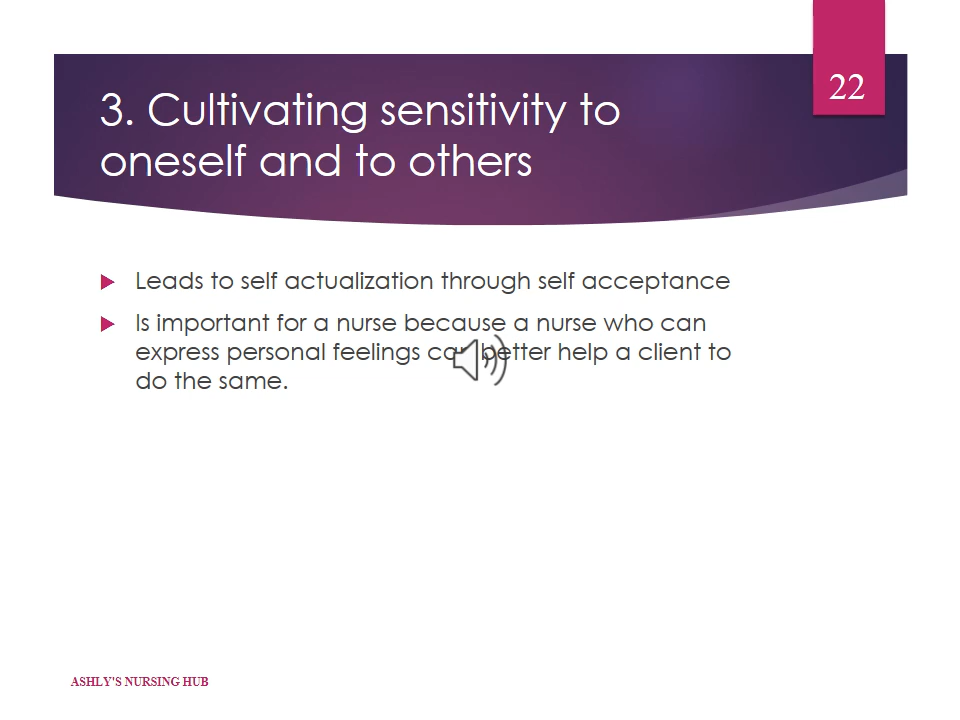 22
3. Cultivating sensitivity to
oneself and to others
Leads to self actualization through self acceptance
Is important for a nurse because a nurse who can
express personal feelings can better help a client to
do the same.
ASHLY'S NURSING HUB